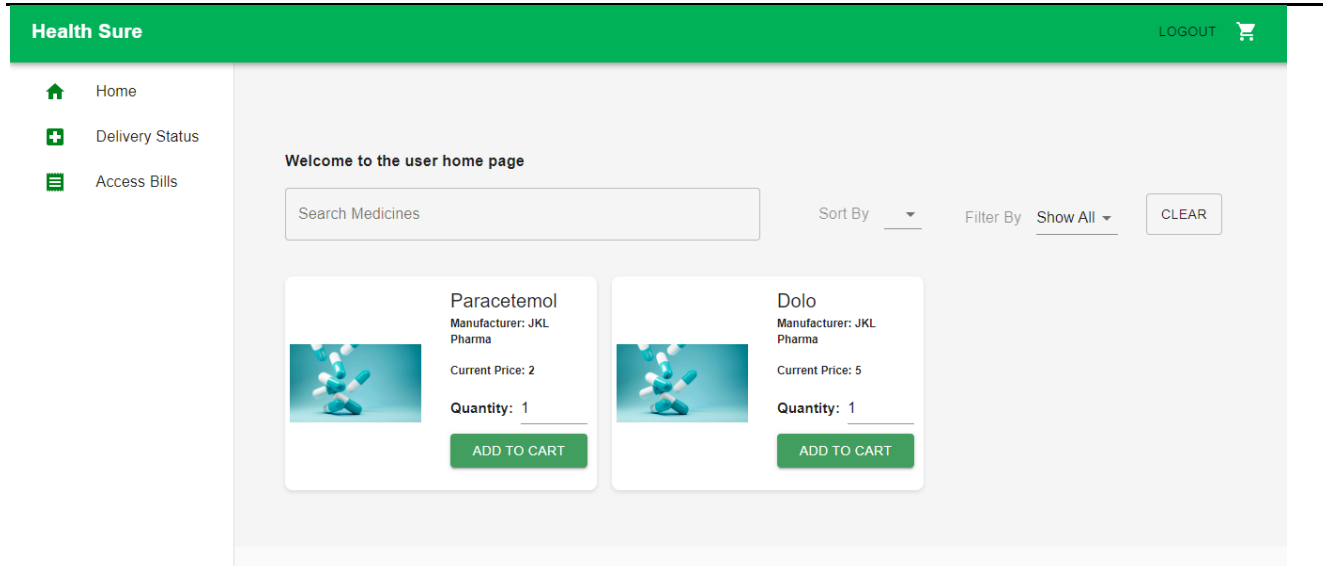 Health Sure
LOGOUT
Home
Delivery Status
Access Bills
Welcome to the user home page
Search Medicines
Sort By
Filter By Show All
CLEAR
Paracetemol
Manufacturer: JKL
Pharma
Current Price: 2
Quantity: 1
ADD TO CART
Dolo
Manufacturer: JKL
Pharma
Current Price: 5
Quantity: 1
ADD TO CART